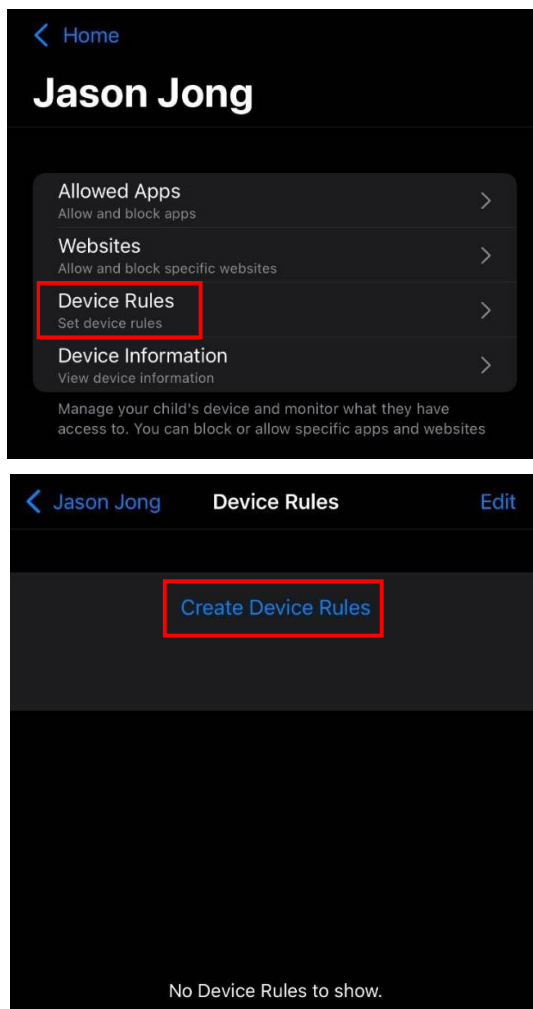 Home
Jason Jong
Allowed Apps
Allow and block apps
Websites
Allow and block specific websites
Device Rules
Set device rules
Device Information
View device information
Manage your child's device and monitor what they have
access to. You can block or allow specific apps and websites
Jason Jong Device Rules Edit
Create Device Rules
No Device Rules to show.